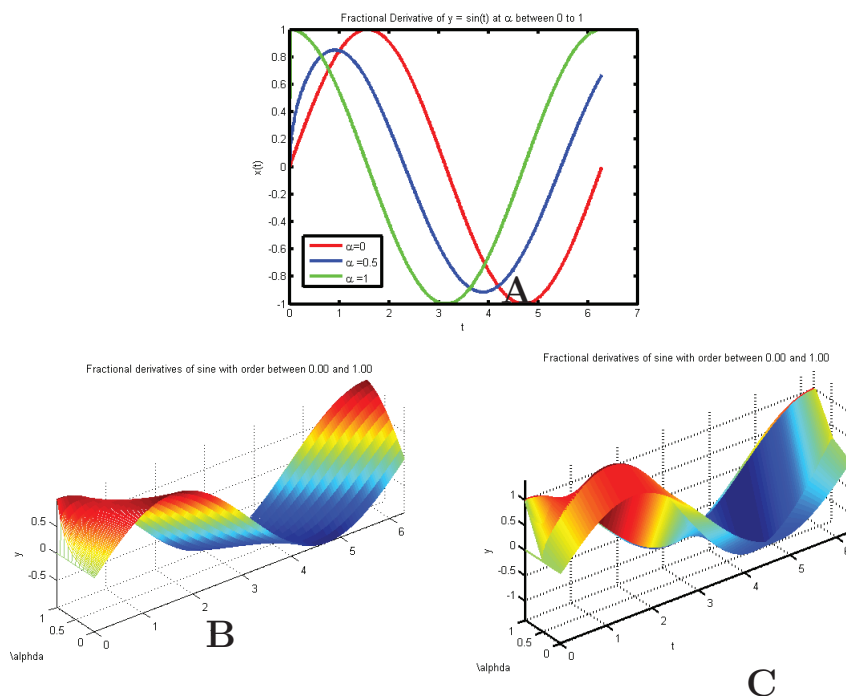 Fractional Derivative of y = sin(t) at α between 0 to 1
1
0.8
0.6
0.4
0.2
0
-0.2
-0.4
-0.6
-0.8
-1
x(t)
α=0
α =0.5
α =1
A
0 1 2 3 4 5 6 7
t
Fractional derivatives of sine with order between 0.00 and 1.00
0.5
0
-0.5
y
1
0.5
0
\alphda
0 1 2 3 4 5 6
B
Fractional derivatives of sine with order between 0.00 and 1.00
1
0.5
0
-0.5
-1
y
1
0.5
0
\alphda
0 1 2 3 4 5 6
t
C